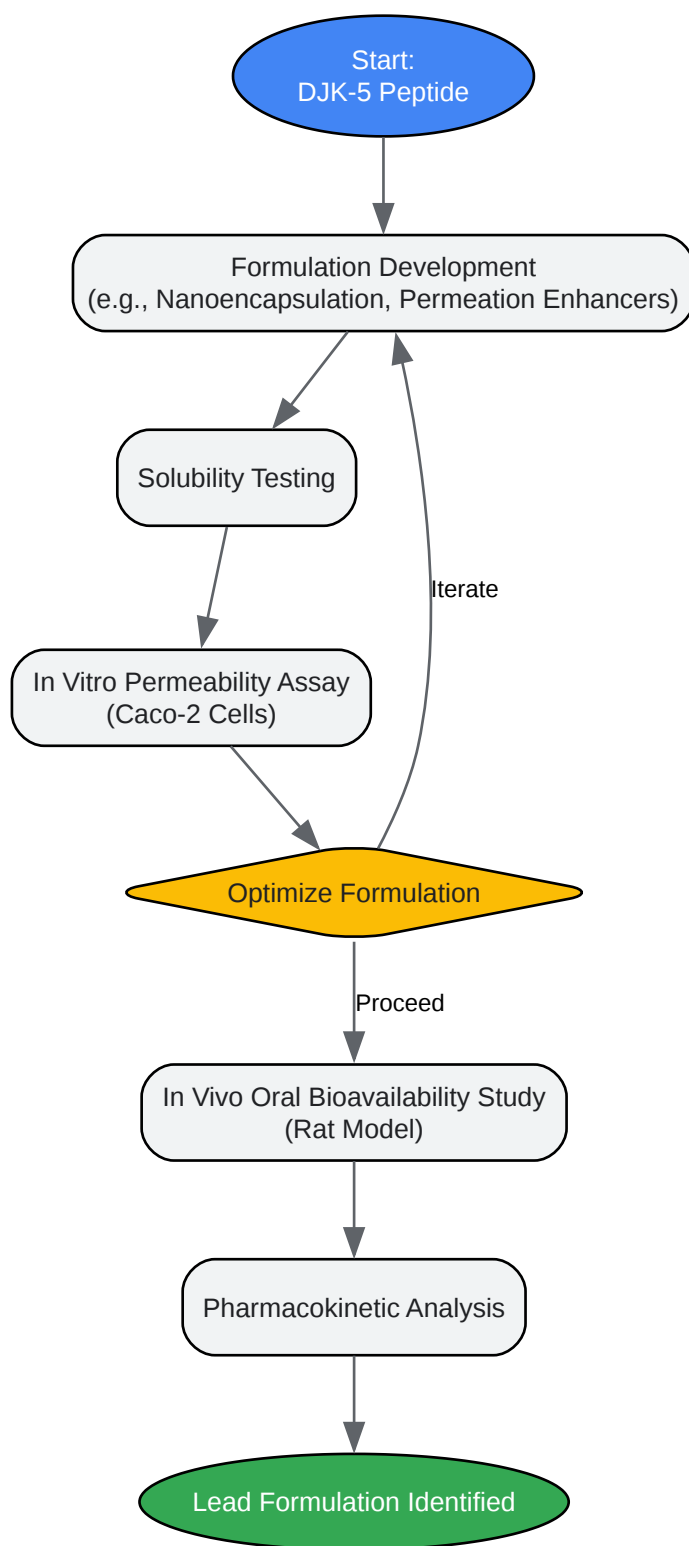 Start:
DJK-5 Peptide
Formulation Development
(e.g., Nanoencapsulation, Permeation Enhancers)
Solubility Testing
Iterate
In Vitro Permeability Assay
(Caco-2 Cells)
Optimize Formulation
Proceed
In Vivo Oral Bioavailability Study
(Rat Model)
Pharmacokinetic Analysis
Lead Formulation Identified